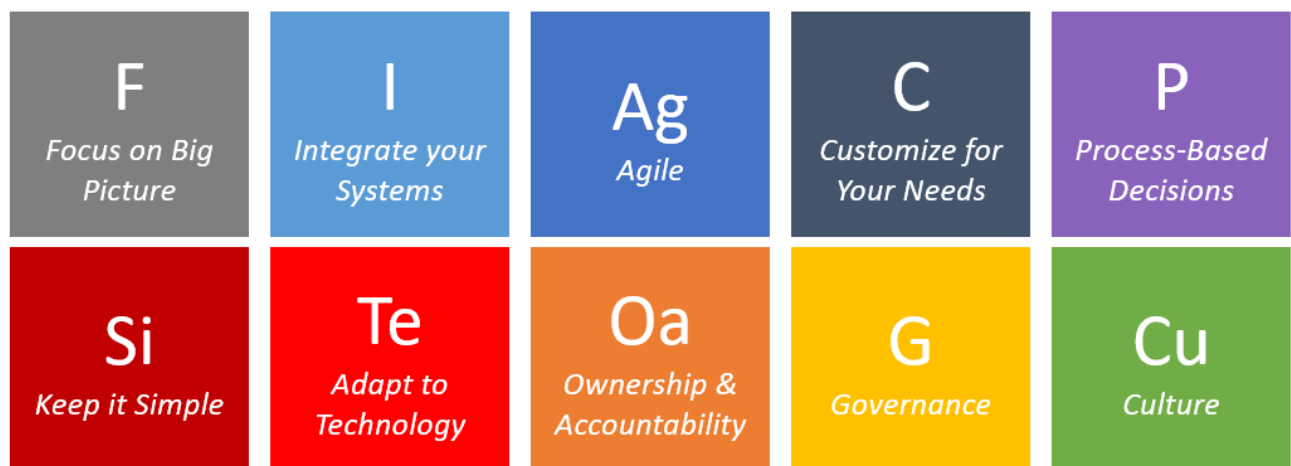 F
Focus on Big
Picture
I
Integrate your
Systems
Ag
Agile
C
Customize for
Your Needs
P
Process-Based
Decisions
Si
Keep it Simple
Te
Adapt to
Technology
Oa
Ownership &
Accountability
G
Governance
Cu
Culture